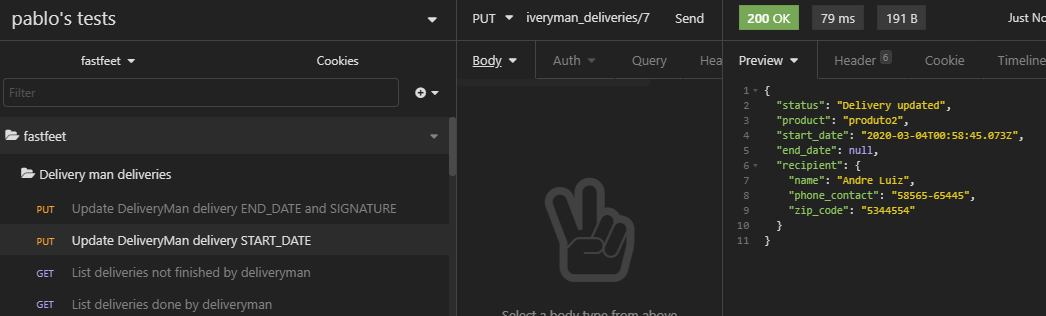 pablo's tests
fastfeet
Cookies
Filter
fastfeet
Delivery man deliveries
PUT Update DeliveryMan delivery END_DATE and SIGNATURE
PUT Update DeliveryMan delivery START_DATE
GET List deliveries not finished by deliveryman
GET List deliveries done by deliveryman
PUT iveryman_deliveries/7 Send
Body Auth Query Hea
Select a body type from above
200 OK 79 ms 191 B Just No
Preview Header 6 Cookie Timeline
1 {
2 "status": "Delivery updated",
3 "product": "produto2",
4 "start_date": "2020-03-04T00:58:45.073Z",
5 "end_date": null,
6 "recipient": {
7 "name": "Andre Luiz",
8 "phone_contact": "58565-65445",
9 "zip_code": "5344554"
10 }
11 }